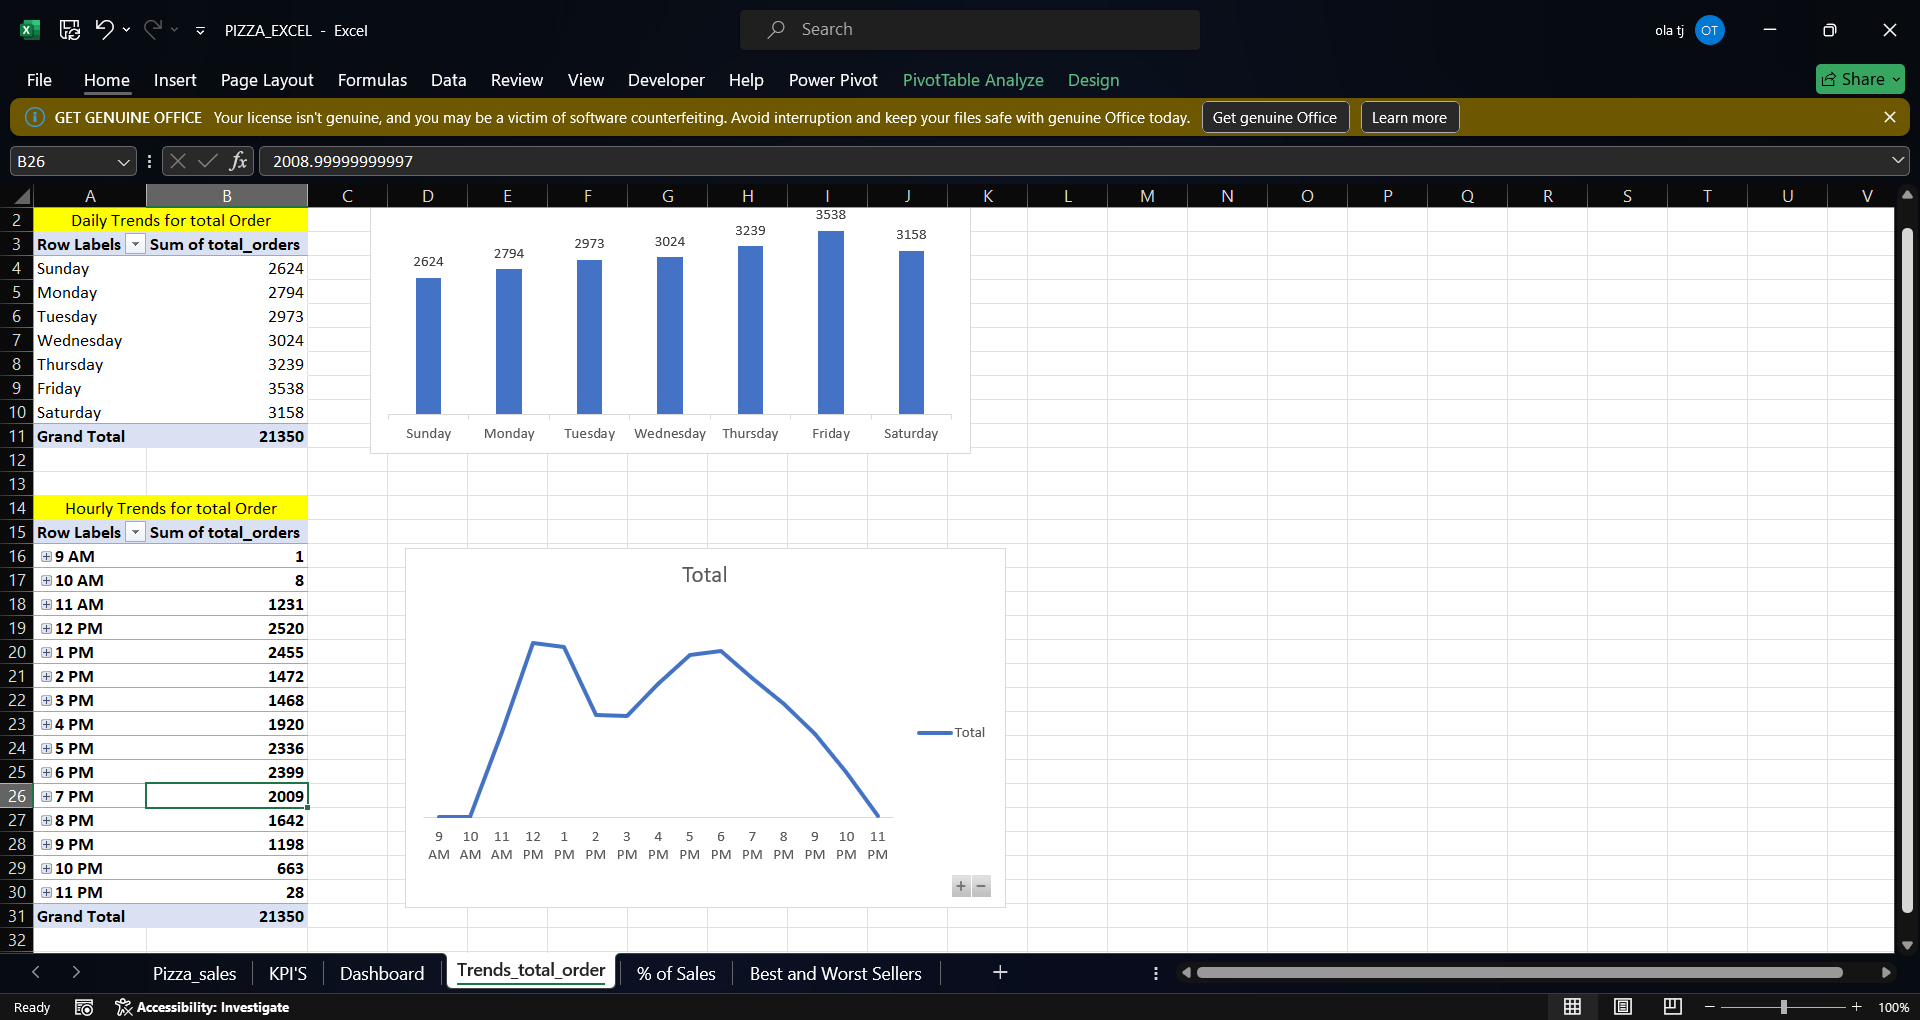 PIZZA_EXCEL - Excel
Search
ola tj OT
File Home Insert Page Layout Formulas Data Review View Developer Help Power Pivot PivotTable Analyze Design Share
GET GENUINE OFFICE Your license isn't genuine, and you may be a victim of software counterfeiting. Avoid interruption and keep your files safe with genuine Office today. Get genuine Office Learn more
B26 fx 2008.99999999997
A B C D E F G H I J K L M N O P Q R S T U V
2 Daily Trends for total Order
3 Row Labels Sum of total_orders
4 Sunday 2624
5 Monday 2794
6 Tuesday 2973
7 Wednesday 3024
8 Thursday 3239
9 Friday 3538
10 Saturday 3158
11 Grand Total 21350
12
13
14 Hourly Trends for total Order
15 Row Labels Sum of total_orders
16 9 AM 1
17 10 AM 8
18 11 AM 1231
19 12 PM 2520
20 1 PM 2455
21 2 PM 1472
22 3 PM 1468
23 4 PM 1920
24 5 PM 2336
25 6 PM 2399
26 7 PM 2009
27 8 PM 1642
28 9 PM 1198
29 10 PM 663
30 11 PM 28
31 Grand Total 21350
32
2624 2794 2973 3024 3239 3538 3158
Sunday Monday Tuesday Wednesday Thursday Friday Saturday
Total
Total
9 10 11 12 1 2 3 4 5 6 7 8 9 10 11
AM AM AM PM PM PM PM PM PM PM PM PM PM PM PM
Pizza_sales KPI'S Dashboard Trends_total_order % of Sales Best and Worst Sellers
Ready Accessibility: Investigate 100%